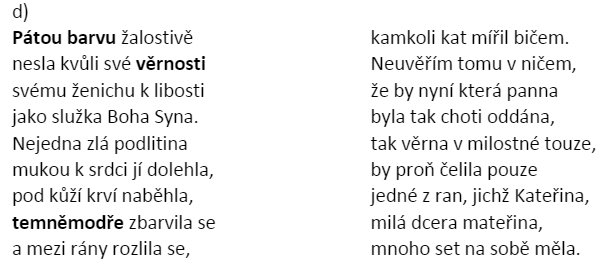 d)
Pátou barvu žalostivě
nesla kvůli své věrnosti
svému ženichu k libosti
jako služka Boha Syna.
Nejedna zlá podlitina
mukou k srdci jí dolehla,
pod kůží krví naběhla,
temněmodře zbarvila se
a mezi rány rozlila se,
kamkoli kat mířil bičem.
Neuvěřím tomu v ničem,
že by nyní která panna
byla tak choti oddána,
tak věrna v milostné touze,
by proň čelila pouze
jedné z ran, jichž Kateřina,
milá dcera mateřina,
mnoho set na sobě měla.